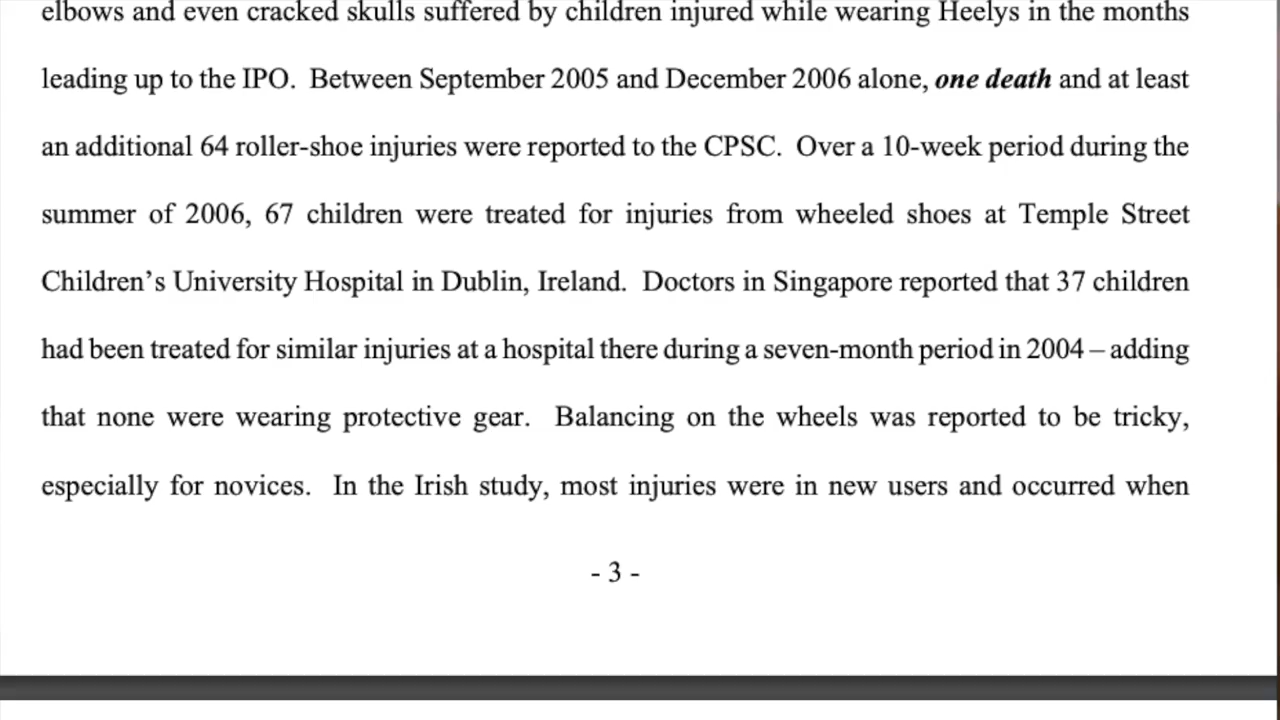 elbows and even cracked skulls suffered by children injured while wearing Heelys in the months
leading up to the IPO. Between September 2005 and December 2006 alone, one death and at least
an additional 64 roller-shoe injuries were reported to the CPSC. Over a 10-week period during the
summer of 2006, 67 children were treated for injuries from wheeled shoes at Temple Street
Children’s University Hospital in Dublin, Ireland. Doctors in Singapore reported that 37 children
had been treated for similar injuries at a hospital there during a seven-month period in 2004 – adding
that none were wearing protective gear. Balancing on the wheels was reported to be tricky,
especially for novices. In the Irish study, most injuries were in new users and occurred when
- 3 -